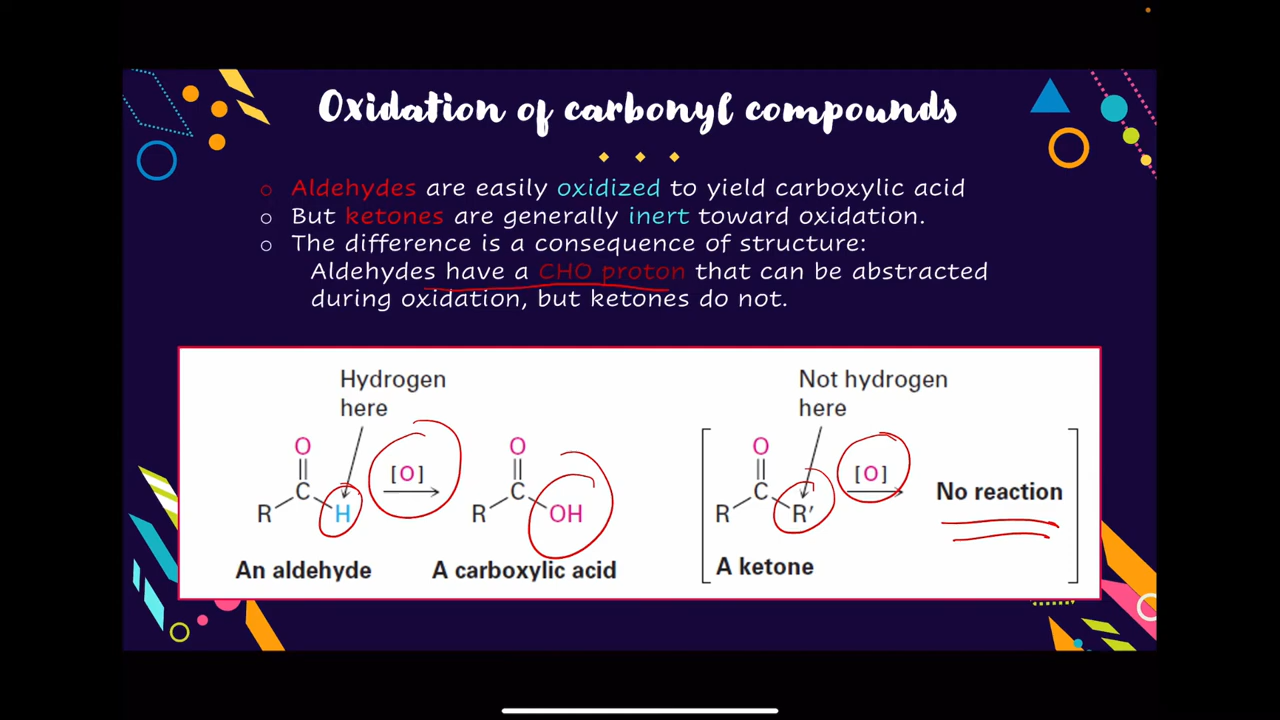 Oxidation of carbonyl compounds
Aldehydes are easily oxidized to yield carboxylic acid
But ketones are generally inert toward oxidation.
The difference is a consequence of structure:
Aldehydes have a CHO proton that can be abstracted
during oxidation, but ketones do not.
Hydrogen
here
O
[O]
C
R
H
An aldehyde
O
C
R
OH
A carboxylic acid
Not hydrogen
here
O
[O]
C
R
R′
A ketone
No reaction